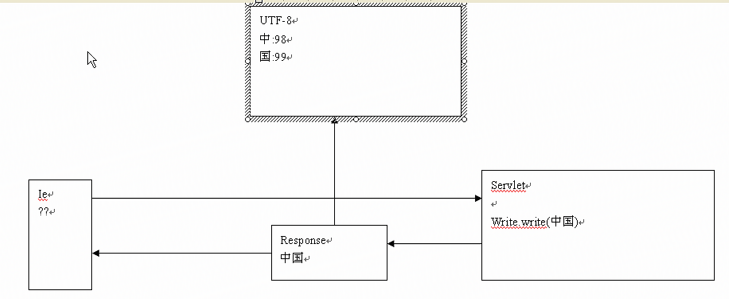 UTF-8
中:98
国:99
Ie
??
Servlet
Write.write(中国)
Response
中国